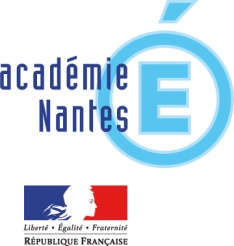 académie
Nantes
É
Liberté • Égalité • Fraternité
RÉPUBLIQUE FRANÇAISE